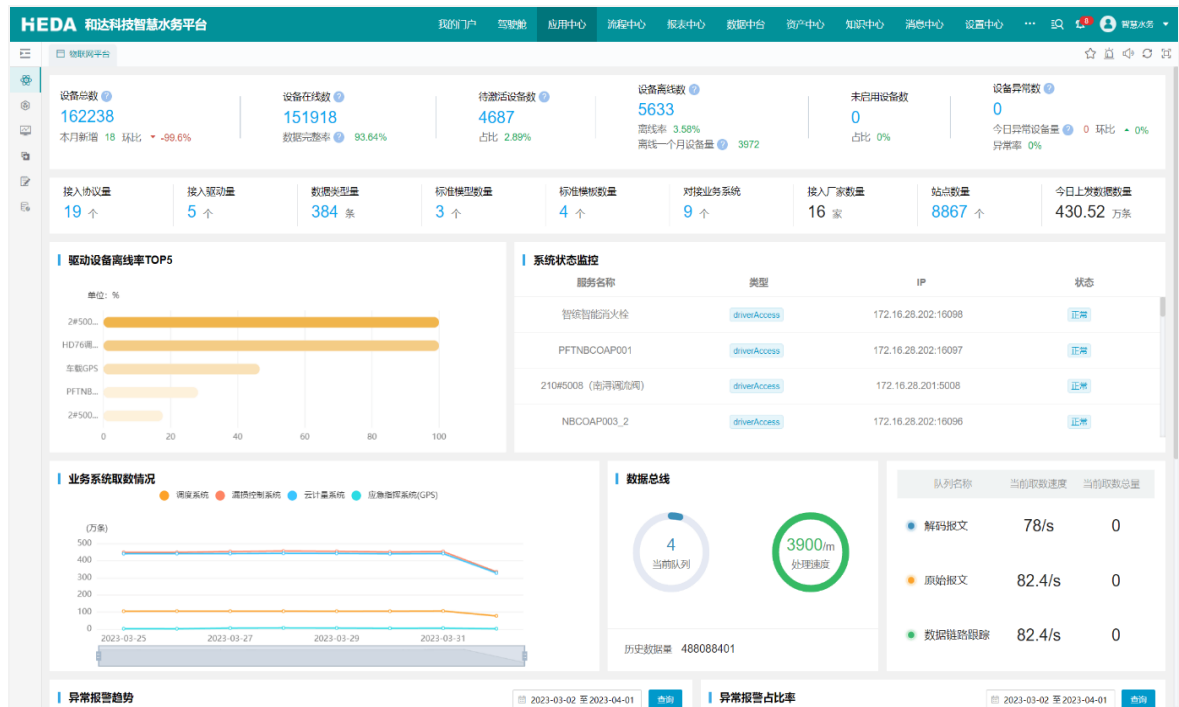 HEDA 和达科技智慧水务平台 我的门户 驾驶舱 应用中心 流程中心 报表中心 数据中台 资产中心 知识中心 消息中心 设置中心 ... 8 智慧水务
物联网平台
设备总数 设备在线数 待激活设备数 设备离线数 未启用设备数 设备异常数
162238 151918 4687 5633 0 0
本月新增 18 环比 -99.6% 数据完整率 93.64% 占比 2.89% 离线率 3.58% 占比 0% 今日异常设备量 0 环比 0%
离线一个月设备量 3972 异常率 0%
接入协议量 接入驱动量 数据类型量 标准模型数量 标准模板数量 对接业务系统 接入厂家数量 站点数量 今日上发数据数量
19 个 5 个 384 条 3 个 4 个 9 个 16 家 8867 个 430.52 万条
驱动设备离线率TOP5
单位: %
2#500...
HD76调...
车载GPS
PFTNB...
2#500...
0 20 40 60 80 100
系统状态监控
服务名称 类型 IP 状态
智缤智能消火栓 driverAccess 172.16.28.202:16098 正常
PFTNBCOAP001 driverAccess 172.16.28.202:16097 正常
210#5008（南浔调流阀） driverAccess 172.16.28.201:5008 正常
NBCOAP003_2 driverAccess 172.16.28.202:16096 正常
业务系统取数情况
调度系统 漏损控制系统 云计量系统 应急指挥系统(GPS)
(万条)
500
400
300
200
100
0
2023-03-25 2023-03-27 2023-03-29 2023-03-31
数据总线
4 3900/m
当前队列 处理速度
历史数据量 488088401
队列名称 当前取数速度 当前取数总量
解码报文 78/s 0
原始报文 82.4/s 0
数据链路跟踪 82.4/s 0
异常报警趋势 2023-03-02 至 2023-04-01 查询
异常报警占比率 2023-03-02 至 2023-04-01 查询